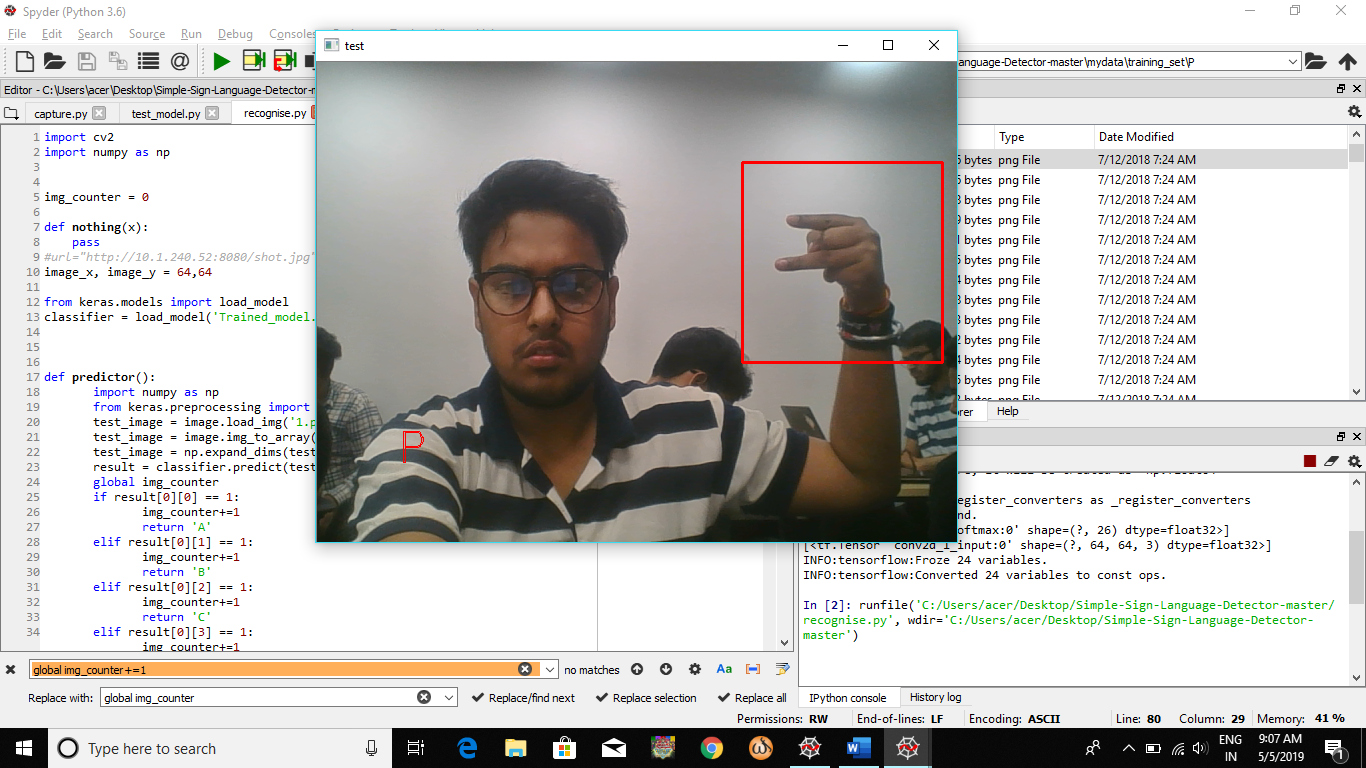 Spyder (Python 3.6)
File Edit Search Source Run Debug Consoles
test
anguage-Detector-master\mydata\training_set\P
Editor - C:\Users\acer\Desktop\Simple-Sign-Language-Detector-
capture.py test_model.py recognise.py
1 import cv2
2 import numpy as np
3
4
5 img_counter = 0
6
7 def nothing(x):
8 pass
9 #url="http://10.1.240.52:8080/shot.jpg"
10 image_x, image_y = 64,64
11
12 from keras.models import load_model
13 classifier = load_model('Trained_model.
14
15
16
17 def predictor():
18 import numpy as np
19 from keras.preprocessing import
20 test_image = image.load_img('1.p
21 test_image = image.img_to_array(
22 test_image = np.expand_dims(test
23 result = classifier.predict(test
24 global img_counter
25 if result[0][0] == 1:
26 img_counter+=1
27 return 'A'
28 elif result[0][1] == 1:
29 img_counter+=1
30 return 'B'
31 elif result[0][2] == 1:
32 img_counter+=1
33 return 'C'
34 elif result[0][3] == 1:
img_counter+=1
Type Date Modified
bytes png File 7/12/2018 7:24 AM
bytes png File 7/12/2018 7:24 AM
bytes png File 7/12/2018 7:24 AM
bytes png File 7/12/2018 7:24 AM
bytes png File 7/12/2018 7:24 AM
bytes png File 7/12/2018 7:24 AM
bytes png File 7/12/2018 7:24 AM
bytes png File 7/12/2018 7:24 AM
bytes png File 7/12/2018 7:24 AM
bytes png File 7/12/2018 7:24 AM
bytes png File 7/12/2018 7:24 AM
bytes png File 7/12/2018 7:24 AM
orer Help
egister_converters as _register_converters
nd.
oftmax:0' shape=(?, 26) dtype=float32>]
[<tf.Tensor 'conv2d_1_input:0' shape=(?, 64, 64, 3) dtype=float32>]
INFO:tensorflow:Froze 24 variables.
INFO:tensorflow:Converted 24 variables to const ops.
In [2]: runfile('C:/Users/acer/Desktop/Simple-Sign-Language-Detector-master/
recognise.py', wdir='C:/Users/acer/Desktop/Simple-Sign-Language-Detector-
master')
IPython console History log
global img_counter+=1 no matches Aa
Replace with: global img_counter Replace/find next Replace selection Replace all
Permissions: RW End-of-lines: LF Encoding: ASCII Line: 80 Column: 29 Memory: 41 %
Type here to search
ENG
IN
9:07 AM
5/5/2019
1